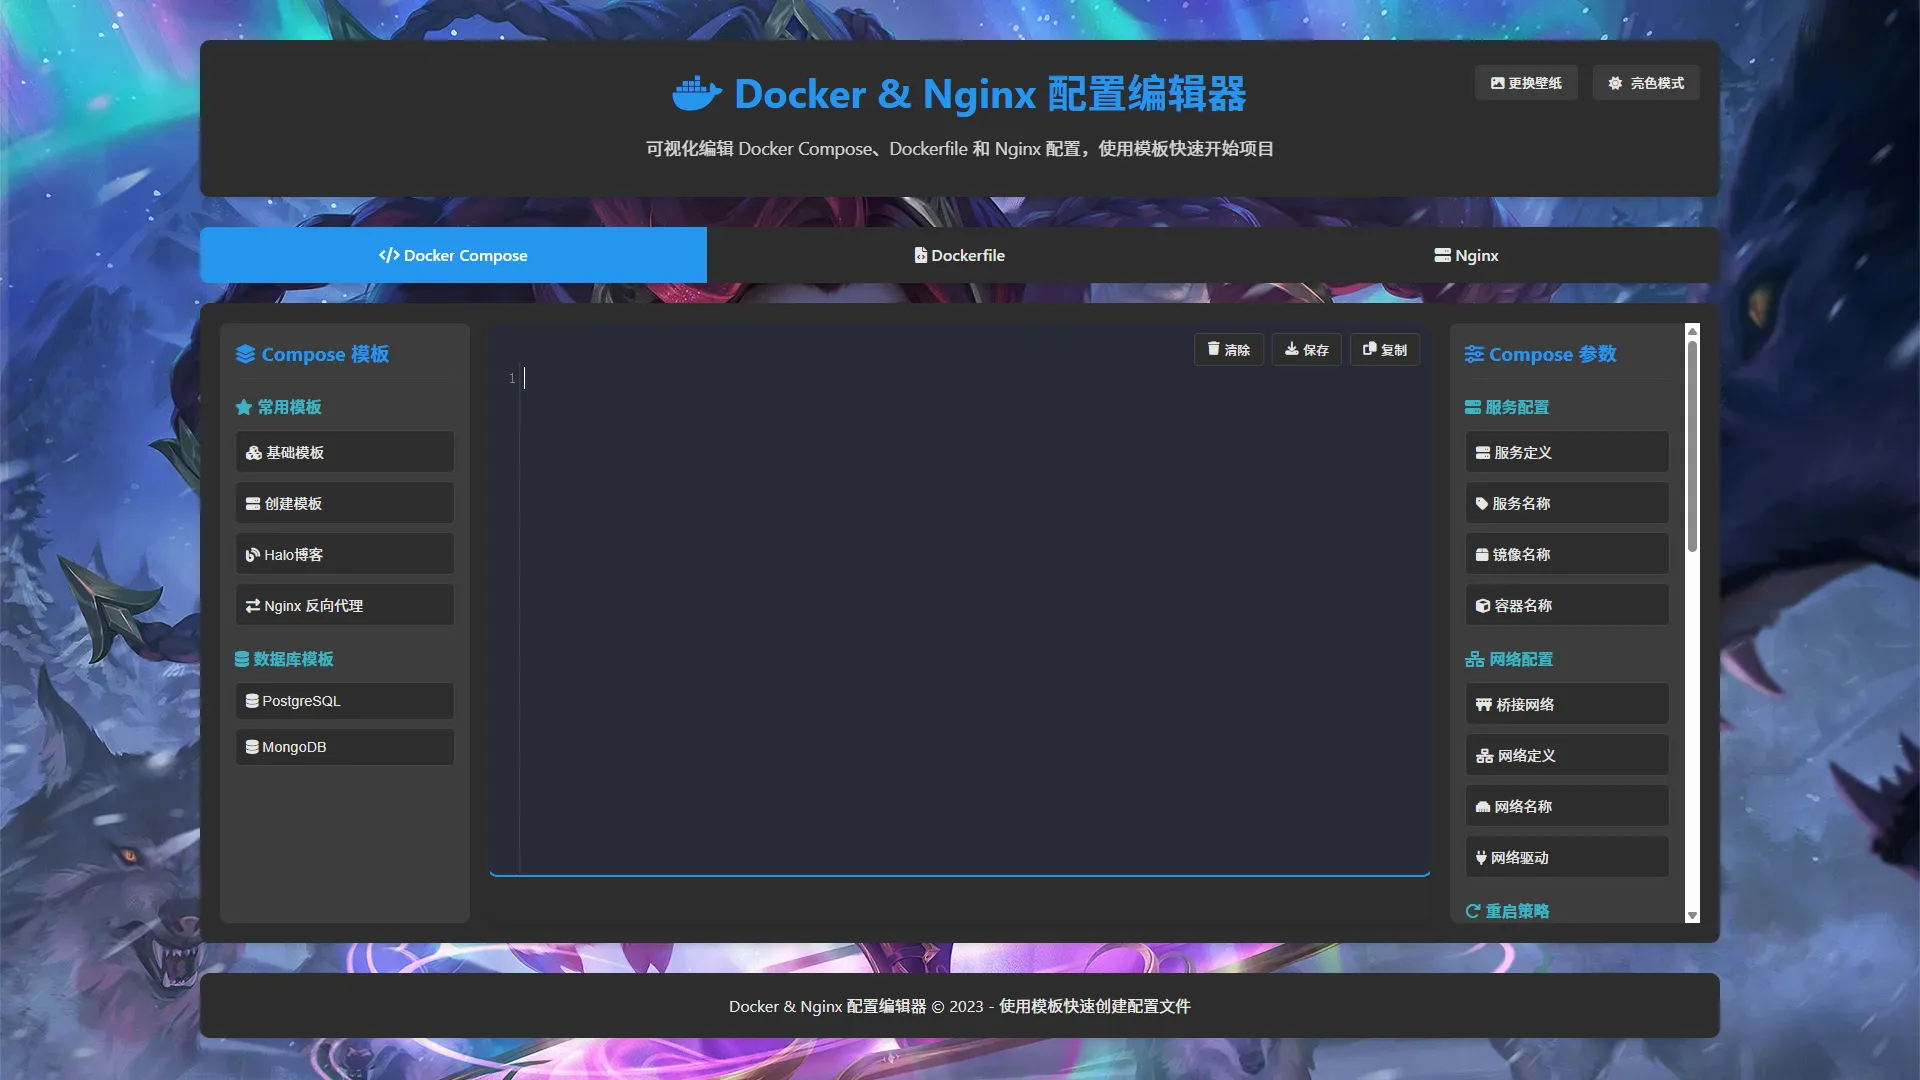 Docker & Nginx 配置编辑器
更换壁纸
亮色模式
可视化编辑 Docker Compose、Dockerfile 和 Nginx 配置，使用模板快速开始项目
Docker Compose
Dockerfile
Nginx
Compose 模板
常用模板
基础模板
创建模板
Halo博客
Nginx 反向代理
数据库模板
PostgreSQL
MongoDB
清除
保存
复制
1
Compose 参数
服务配置
服务定义
服务名称
镜像名称
容器名称
网络配置
桥接网络
网络定义
网络名称
网络驱动
重启策略
Docker & Nginx 配置编辑器 © 2023 - 使用模板快速创建配置文件